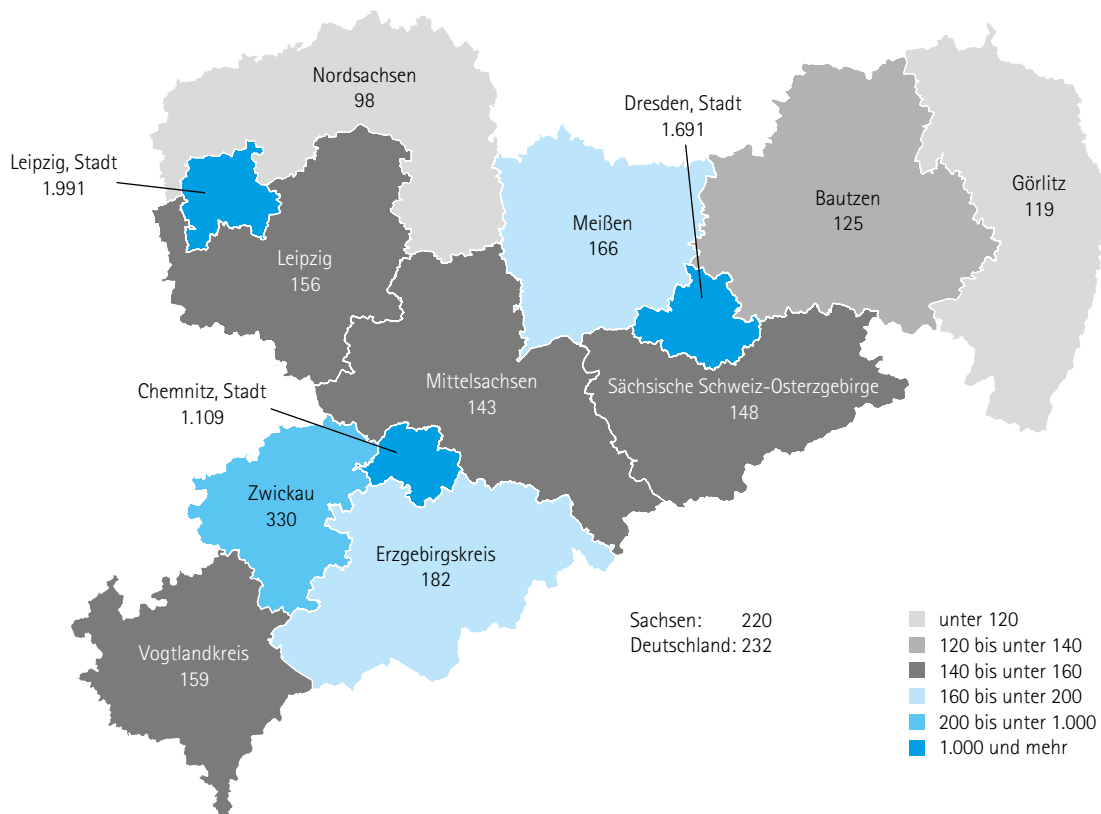 Nordsachsen
98
Dresden, Stadt
1.691
Leipzig, Stadt
1.991
Görlitz
119
Bautzen
125
Meißen
166
Leipzig
156
Mittelsachsen
143
Sächsische Schweiz-Osterzgebirge
148
Chemnitz, Stadt
1.109
Zwickau
330
Erzgebirgskreis
182
Vogtlandkreis
159
Sachsen: 220
Deutschland: 232
unter 120
120 bis unter 140
140 bis unter 160
160 bis unter 200
200 bis unter 1.000
1.000 und mehr